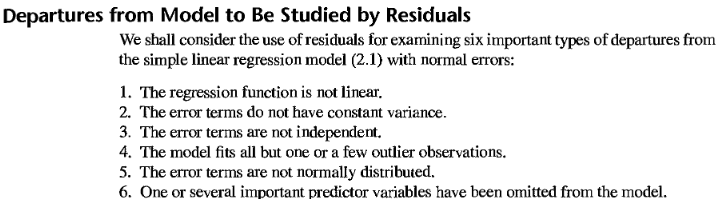 Departures from Model to Be Studied by Residuals
We shall consider the use of residuals for examining six important types of departures from
the simple linear regression model (2.1) with normal errors:
1. The regression function is not linear.
2. The error terms do not have constant variance.
3. The error terms are not independent.
4. The model fits all but one or a few outlier observations.
5. The error terms are not normally distributed.
6. One or several important predictor variables have been omitted from the model.